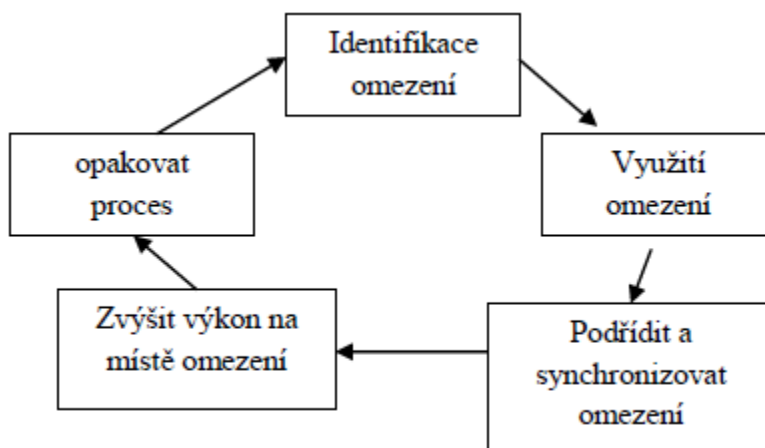 Identifikace
omezení
Využití
omezení
Podřídit a
synchronizovat
omezení
Zvýšit výkon na
místě omezení
opakovat
proces